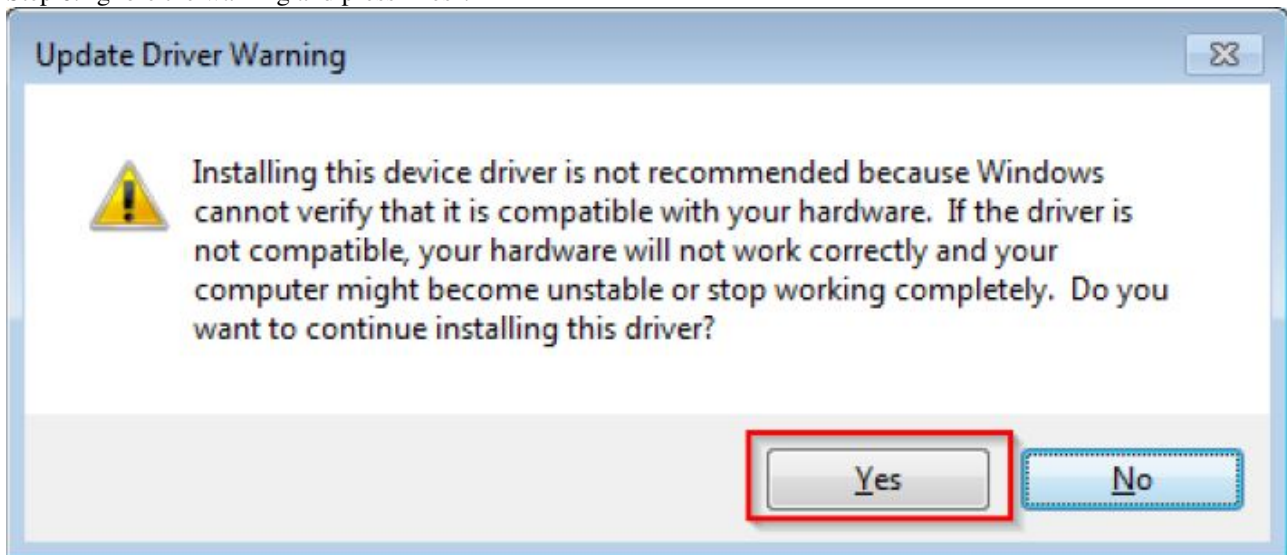 Update Driver Warning
Installing this device driver is not recommended because Windows
cannot verify that it is compatible with your hardware.  If the driver is
not compatible, your hardware will not work correctly and your
computer might become unstable or stop working completely.  Do you
want to continue installing this driver?
Yes
No